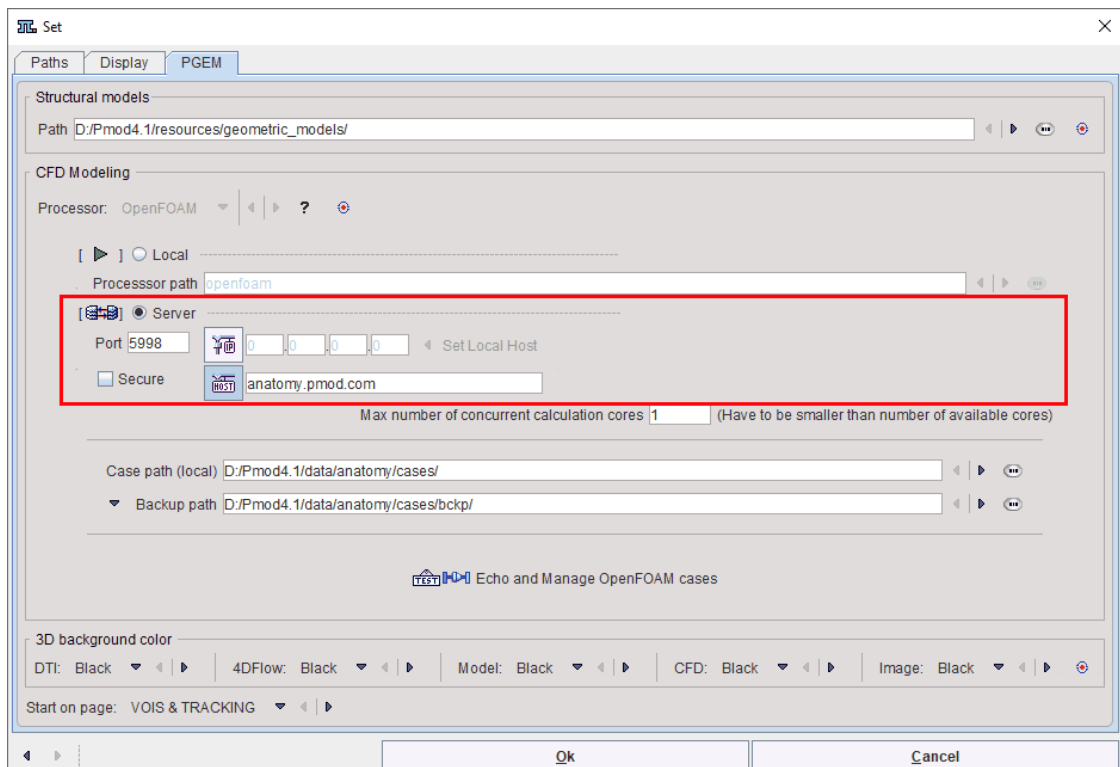 Set
Paths Display PGEM
Structural models
Path D:/Pmod4.1/resources/geometric_models/
CFD Modeling
Processor: OpenFOAM ?
[ ] Local
Processsor path openfoam
[ ] Server
Port 5998 IP 0 .0 .0 .0 Set Local Host
Secure HOST anatomy.pmod.com
Max number of concurrent calculation cores 1 (Have to be smaller than number of available cores)
Case path (local) D:/Pmod4.1/data/anatomy/cases/
Backup path D:/Pmod4.1/data/anatomy/cases/bckp/
TEST Echo and Manage OpenFOAM cases
3D background color
DTI: Black 4DFlow: Black Model: Black CFD: Black Image: Black
Start on page: VOIS & TRACKING
Ok Cancel